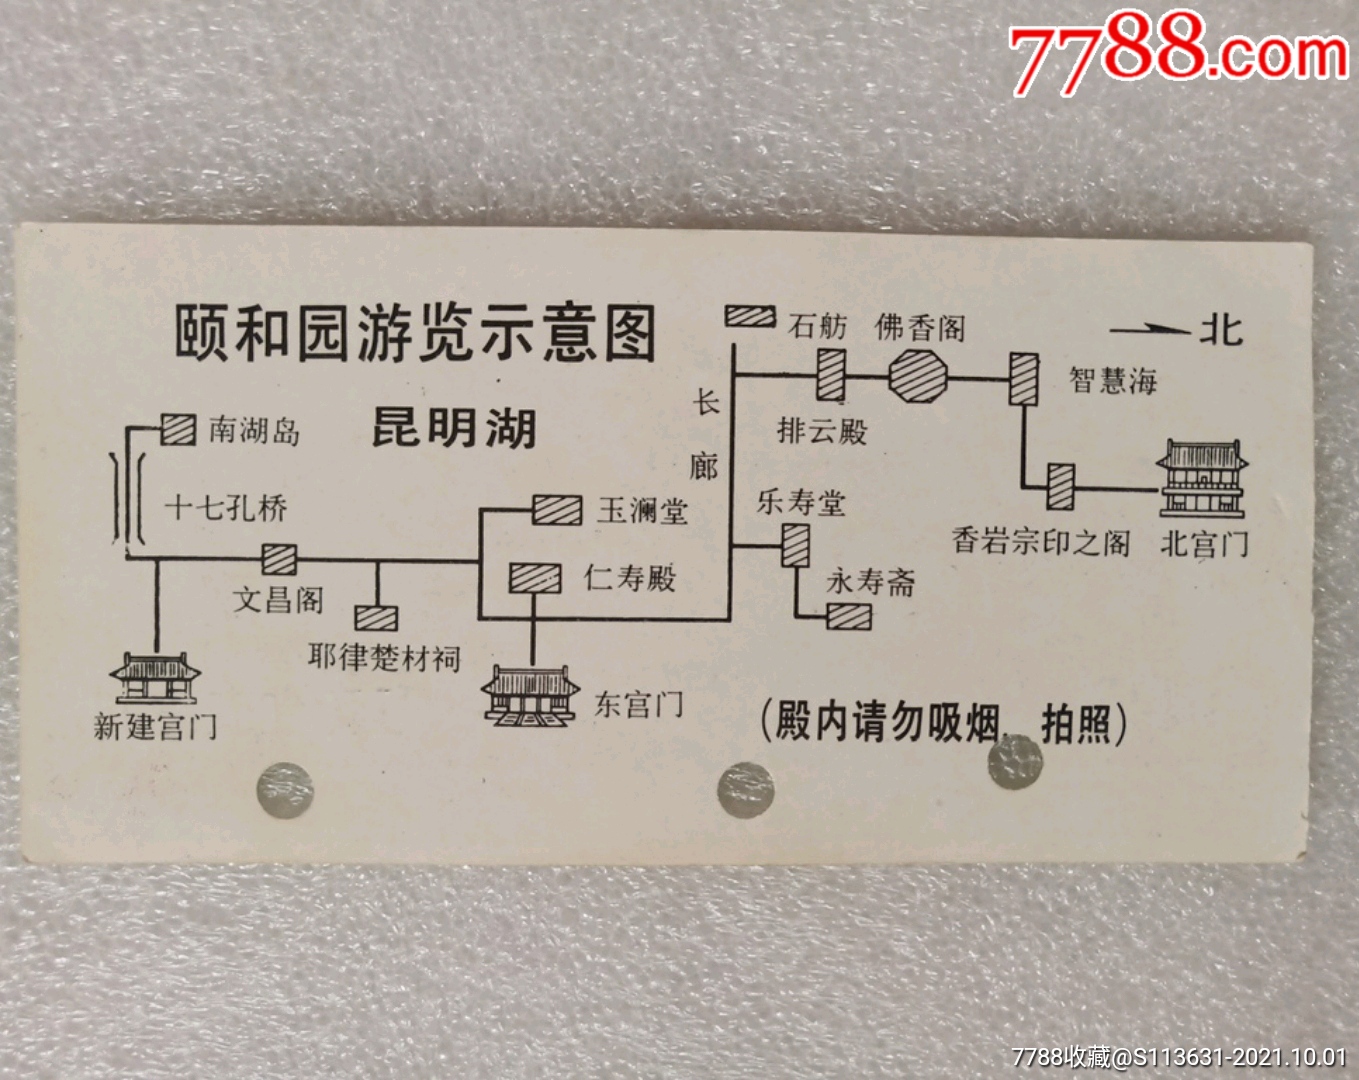 7788.com
颐和园游览示意图
石舫
佛香阁
北
智慧海
长廊
南湖岛
昆明湖
排云殿
十七孔桥
玉澜堂
乐寿堂
香岩宗印之阁
北宫门
仁寿殿
永寿斋
文昌阁
耶律楚材祠
东宫门
新建宫门
(殿内请勿吸烟、拍照)
7788收藏@S113631-2021.10.01